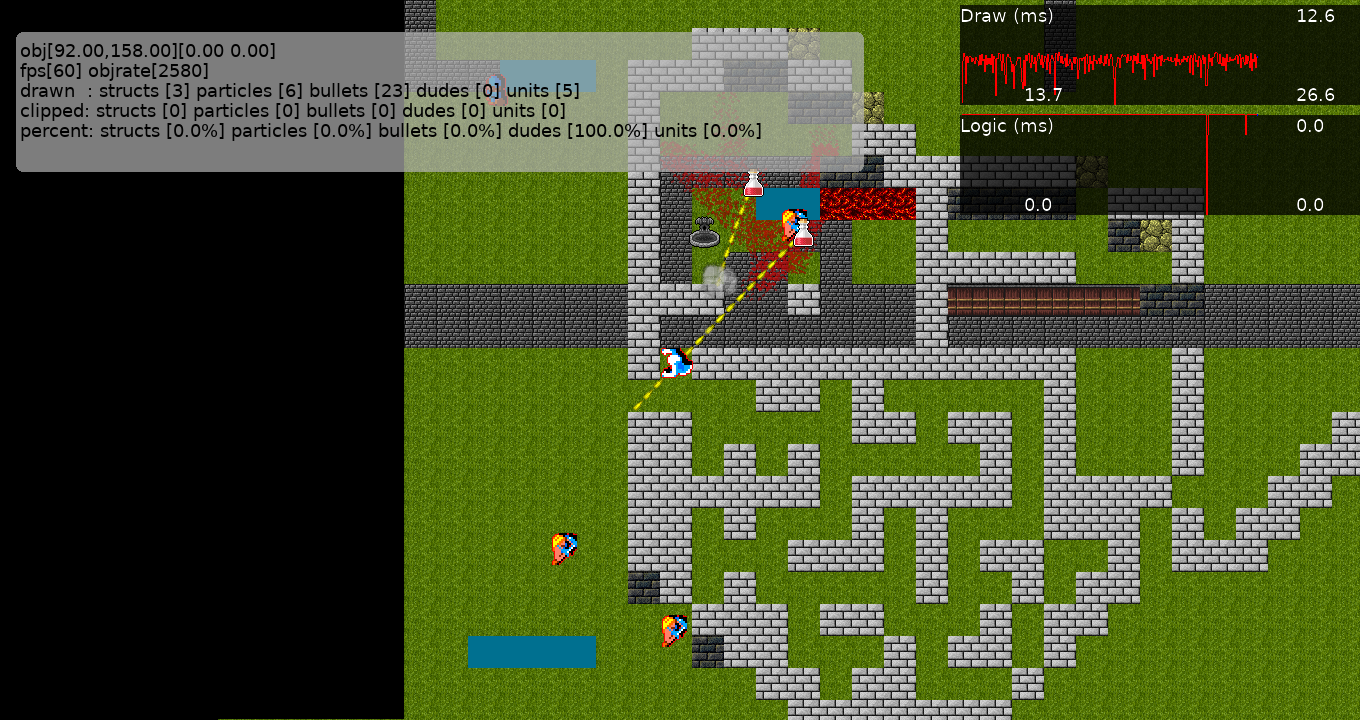 obj[92.00,158.00][0.00 0.00]
fps[60] objrate[2580]
drawn  : structs [3] particles [6] bullets [23] dudes [0] units [5]
clipped: structs [0] particles [0] bullets [0] dudes [0] units [0]
percent: structs [0.0%] particles [0.0%] bullets [0.0%] dudes [100.0%] units [0.0%]
Draw (ms) 12.6
13.7 26.6
Logic (ms) 0.0
0.0 0.0